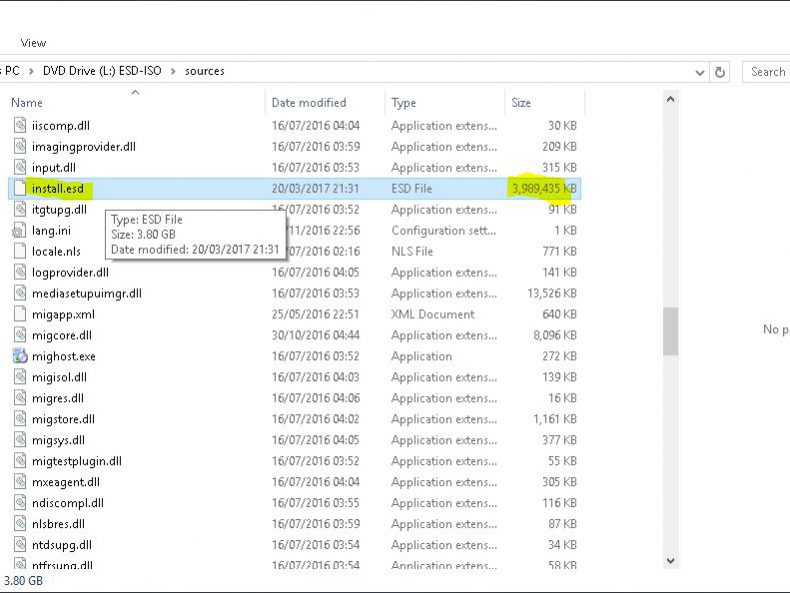 View
s PC > DVD Drive (L:) ESD-ISO > sources
Search
Name Date modified Type Size
iiscomp.dll 16/07/2016 04:04 Application extens... 30 KB
imagingprovider.dll 16/07/2016 03:59 Application extens... 209 KB
input.dll 16/07/2016 03:53 Application extens... 315 KB
install.esd 20/03/2017 21:31 ESD File 3,989,435 KB
itgtupg.dll 16/07/2016 03:52 Application extens... 91 KB
lang.ini /11/2016 22:56 Configuration sett... 1 KB
locale.nls /07/2016 02:16 NLS File 771 KB
Type: ESD File
Size: 3.80 GB
Date modified: 20/03/2017 21:31
logprovider.dll 16/07/2016 04:05 Application extens... 141 KB
mediasetupuimgr.dll 16/07/2016 03:53 Application extens... 13,526 KB
migapp.xml 25/05/2016 22:51 XML Document 640 KB
No p
migcore.dll 30/10/2016 04:44 Application extens... 8,096 KB
mighost.exe 16/07/2016 03:52 Application 272 KB
migisol.dll 16/07/2016 04:03 Application extens... 139 KB
migres.dll 16/07/2016 04:06 Application extens... 16 KB
migstore.dll 16/07/2016 04:02 Application extens... 1,161 KB
migsys.dll 16/07/2016 04:05 Application extens... 377 KB
migtestplugin.dll 16/07/2016 03:52 Application extens... 55 KB
mxeagent.dll 16/07/2016 04:04 Application extens... 305 KB
ndiscompl.dll 16/07/2016 03:55 Application extens... 116 KB
nlsbres.dll 16/07/2016 03:59 Application extens... 87 KB
ntdsupg.dll 16/07/2016 03:54 Application extens... 34 KB
ntfrsupg.dll 16/07/2016 03:54 Application extens... 58 KB
3.80 GB